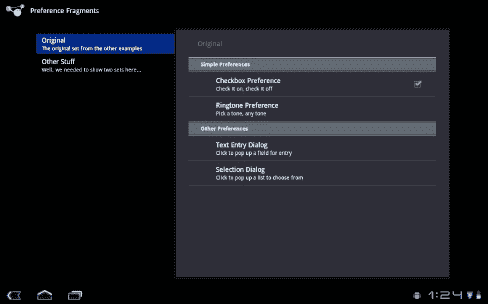 Preference Fragments
Original
The original set from the other examples
Other Stuff
Well, we needed to show two sets here...
Original
Simple Preferences
Checkbox Preference
Check it on, check it off
Ringtone Preference
Pick a tone, any tone
Other Preferences
Text Entry Dialog
Click to pop up a field for entry
Selection Dialog
Click to pop up a list to choose from
1:24